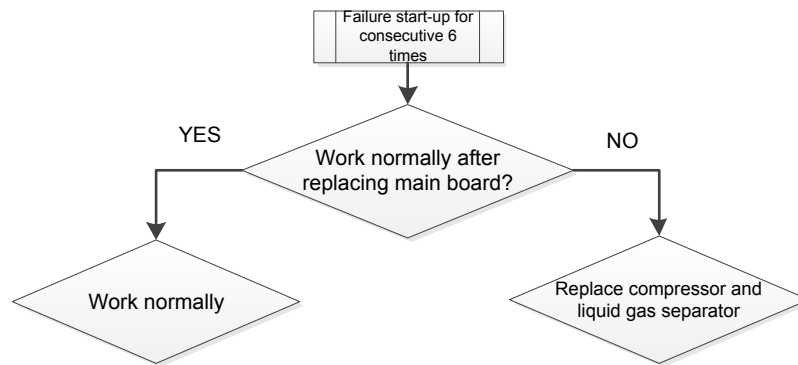 Failure start-up for
consecutive 6
times
YES
NO
Work normally after
replacing main board?
Work normally
Replace compressor and
liquid gas separator